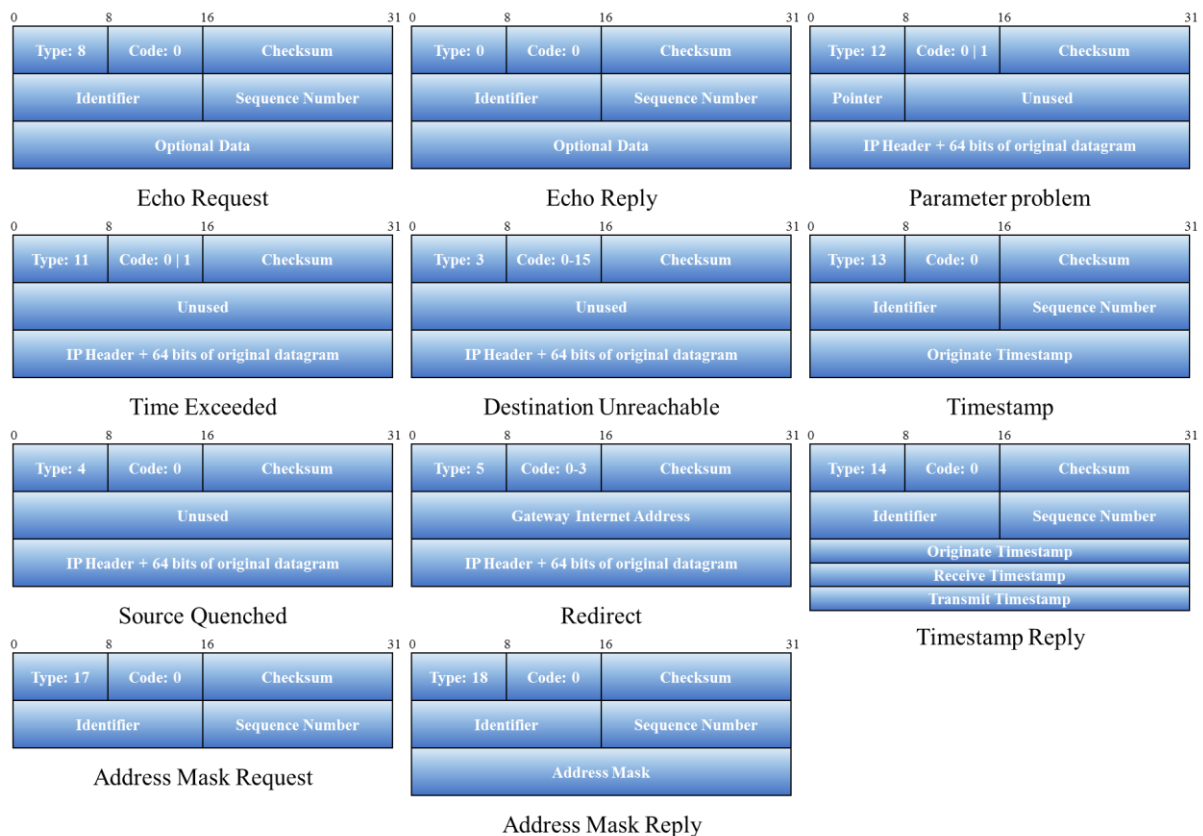 0 8 16 31
Type: 8 Code: 0 Checksum
Identifier Sequence Number
Optional Data
Echo Request
0 8 16 31
Type: 0 Code: 0 Checksum
Identifier Sequence Number
Optional Data
Echo Reply
0 8 16 31
Type: 12 Code: 0 | 1 Checksum
Pointer Unused
IP Header + 64 bits of original datagram
Parameter problem
0 8 16 31
Type: 11 Code: 0 | 1 Checksum
Unused
IP Header + 64 bits of original datagram
Time Exceeded
0 8 16 31
Type: 3 Code: 0-15 Checksum
Unused
IP Header + 64 bits of original datagram
Destination Unreachable
0 8 16 31
Type: 13 Code: 0 Checksum
Identifier Sequence Number
Originate Timestamp
Timestamp
0 8 16 31
Type: 4 Code: 0 Checksum
Unused
IP Header + 64 bits of original datagram
Source Quenched
0 8 16 31
Type: 5 Code: 0-3 Checksum
Gateway Internet Address
IP Header + 64 bits of original datagram
Redirect
0 8 16 31
Type: 14 Code: 0 Checksum
Identifier Sequence Number
Originate Timestamp
Receive Timestamp
Transmit Timestamp
Timestamp Reply
0 8 16 31
Type: 17 Code: 0 Checksum
Identifier Sequence Number
Address Mask Request
0 8 16 31
Type: 18 Code: 0 Checksum
Identifier Sequence Number
Address Mask
Address Mask Reply